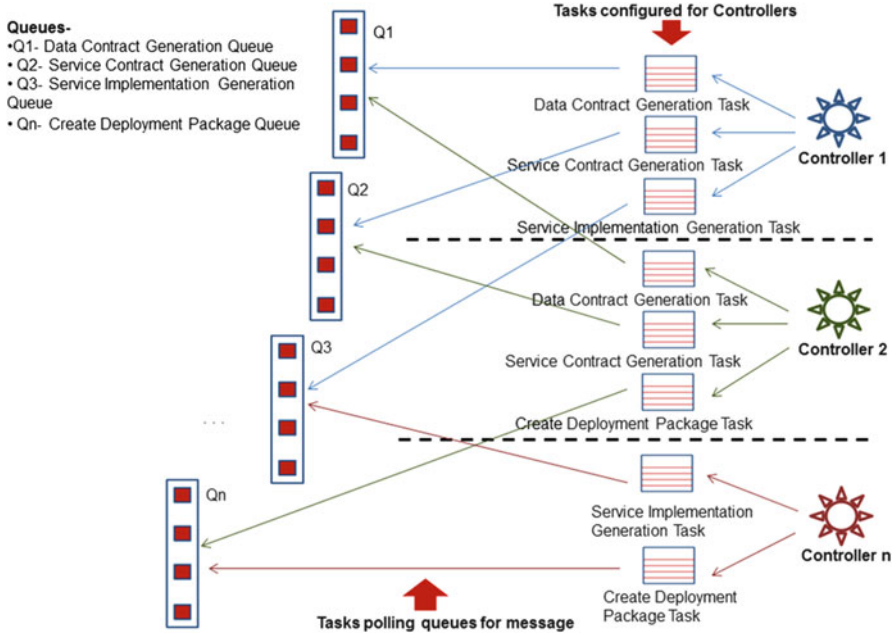 Queues-
•Q1- Data Contract Generation Queue
• Q2- Service Contract Generation Queue
• Q3- Service Implementation Generation
Queue
• Qn- Create Deployment Package Queue
Tasks configured for Controllers
Q1
Data Contract Generation Task
Service Contract Generation Task
Service Implementation Generation Task
Controller 1
Q2
Data Contract Generation Task
Service Contract Generation Task
Create Deployment Package Task
Controller 2
Q3
...
Service Implementation
Generation Task
Controller n
Qn
Create Deployment
Package Task
Tasks polling queues for message